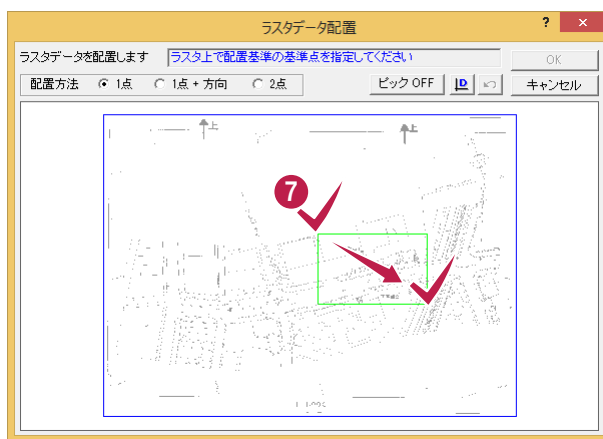 ラスタデータ配置
? ×
ラスタデータを配置します ラスタ上で配置基準の基準点を指定してください OK
配置方法 1点 1点 + 方向 2点 ピック OFF D キャンセル
上 上
7